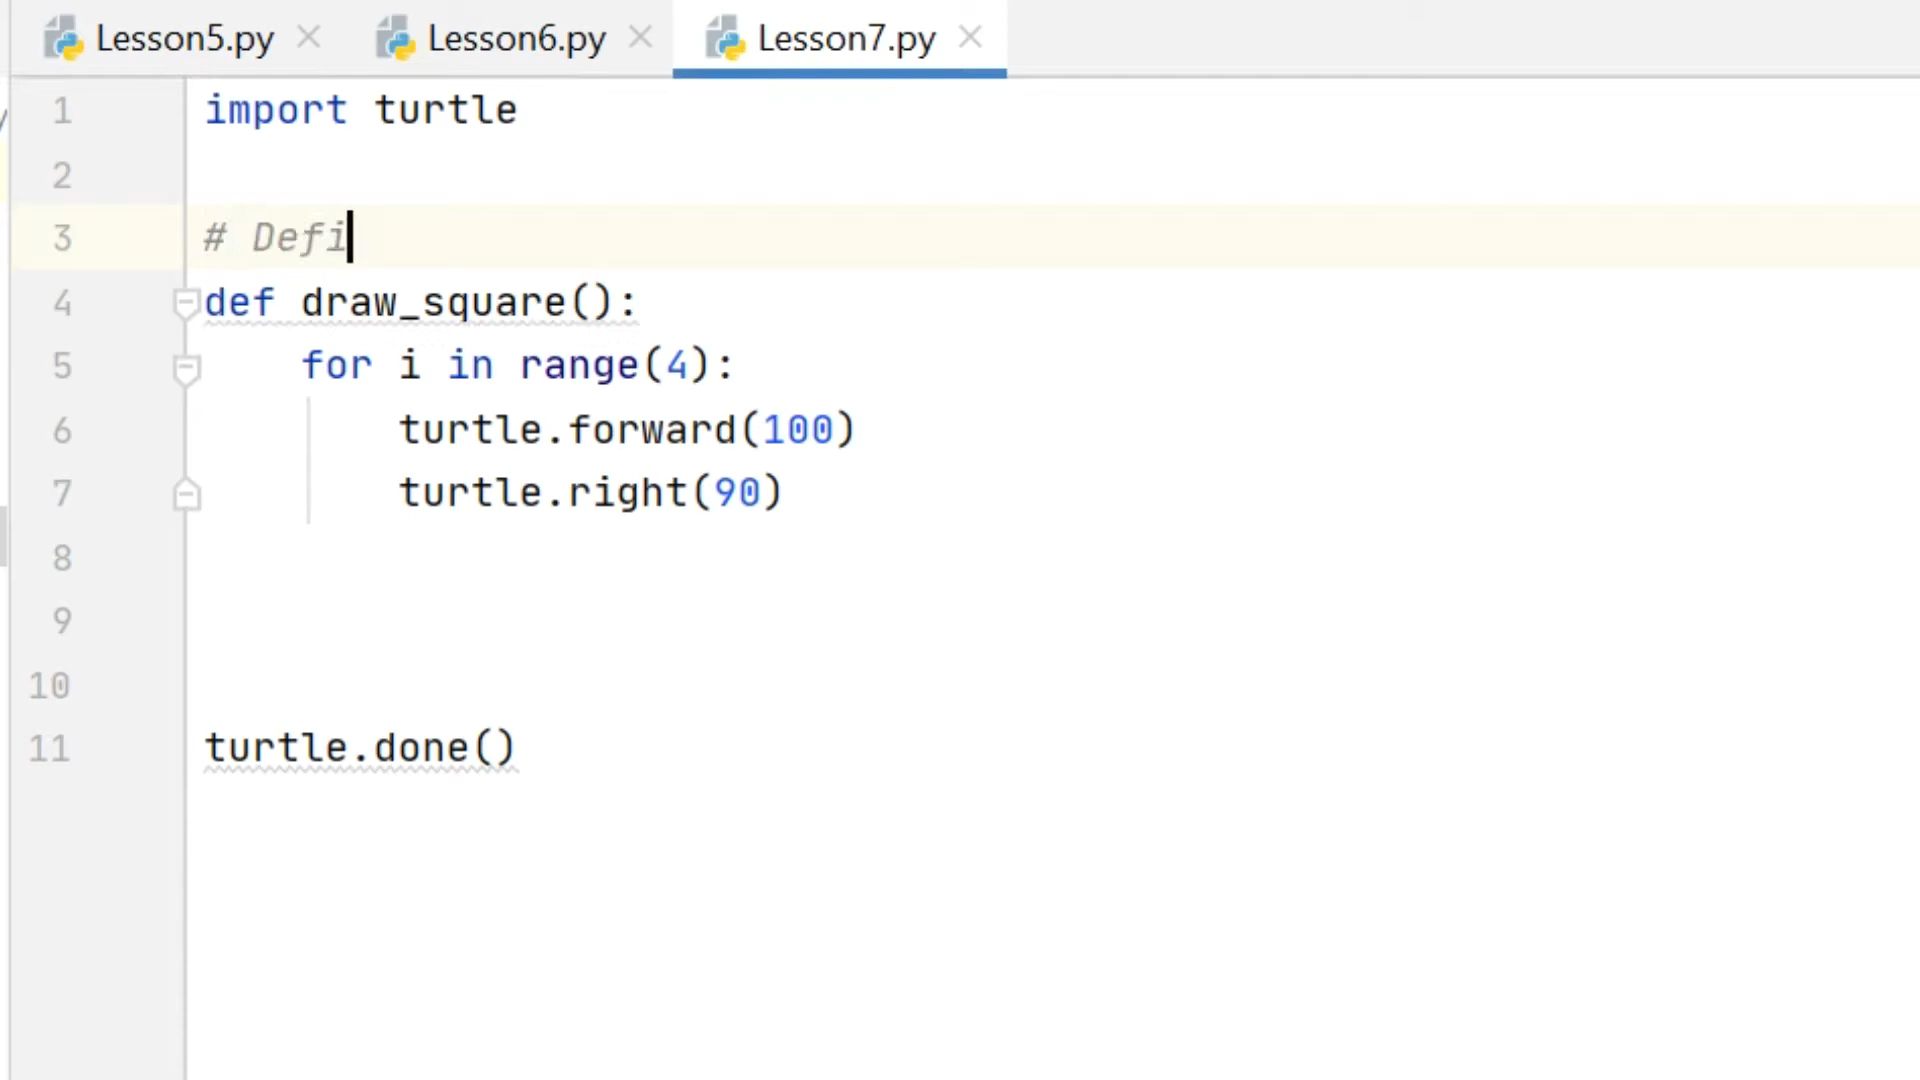 Lesson5.py Lesson6.py Lesson7.py
1 import turtle
2
3 # Defi
4 def draw_square():
5     for i in range(4):
6         turtle.forward(100)
7         turtle.right(90)
8
9
10
11 turtle.done()